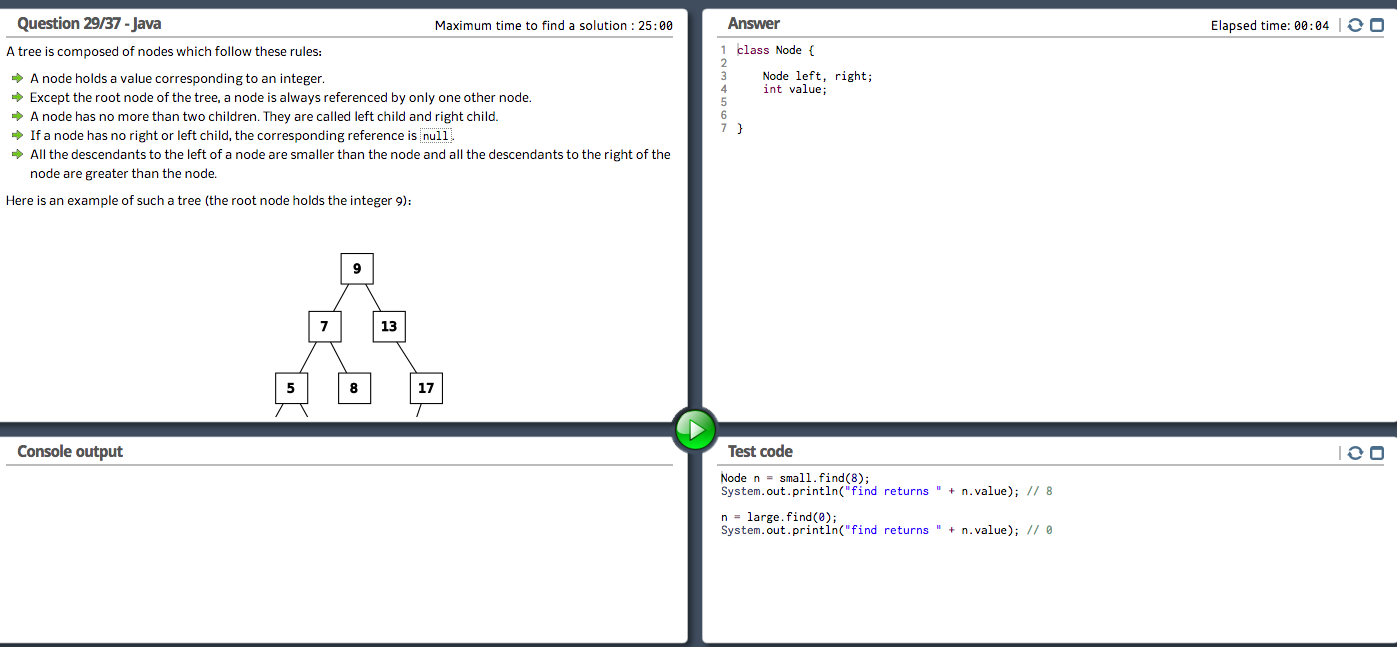 Question 29/37 - Java
Maximum time to find a solution : 25:00
A tree is composed of nodes which follow these rules:
A node holds a value corresponding to an integer.
Except the root node of the tree, a node is always referenced by only one other node.
A node has no more than two children. They are called left child and right child.
If a node has no right or left child, the corresponding reference is null.
All the descendants to the left of a node are smaller than the node and all the descendants to the right of the
node are greater than the node.
Here is an example of such a tree (the root node holds the integer 9):
9
7 13
5 8 17
Answer
Elapsed time: 00:04
1 class Node {
2
3 Node left, right;
4 int value;
5
6
7 }
Console output
Test code
Node n = small.find(8);
System.out.println("find returns " + n.value); // 8
n = large.find(0);
System.out.println("find returns " + n.value); // 0